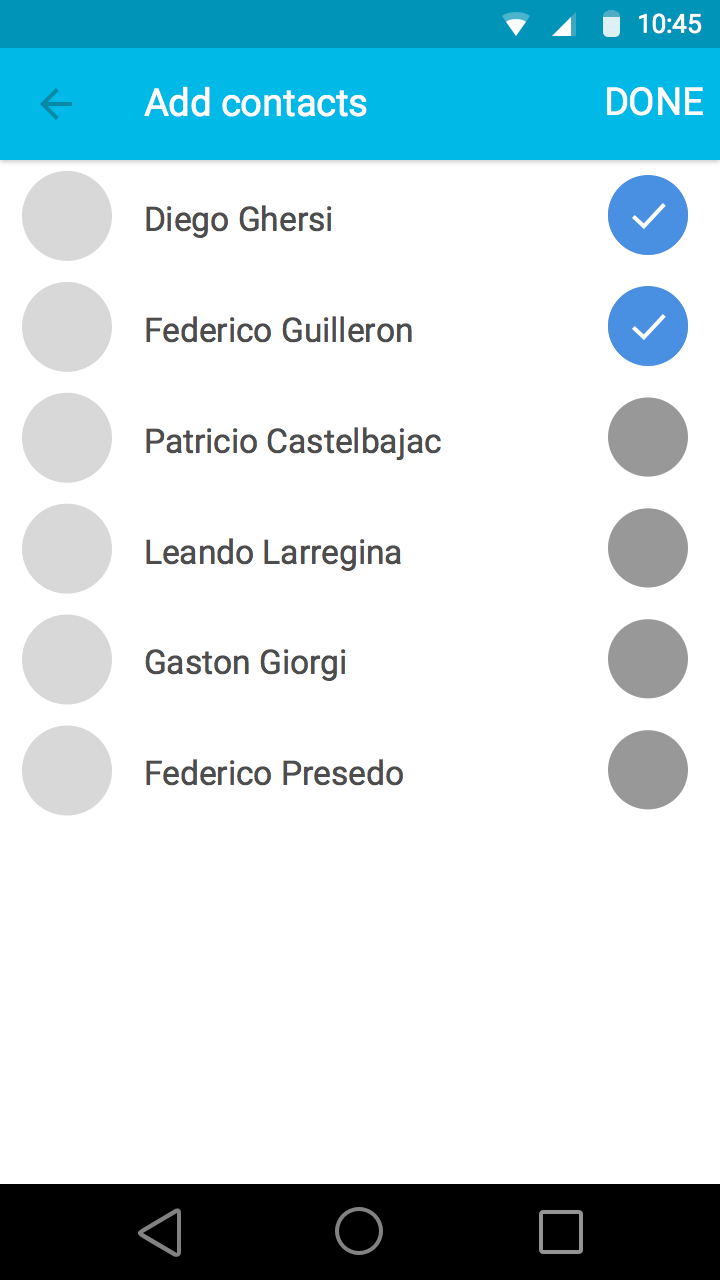 10:45
Add contacts
DONE
Diego Ghersi
Federico Guilleron
Patricio Castelbajac
Leando Larregina
Gaston Giorgi
Federico Presedo